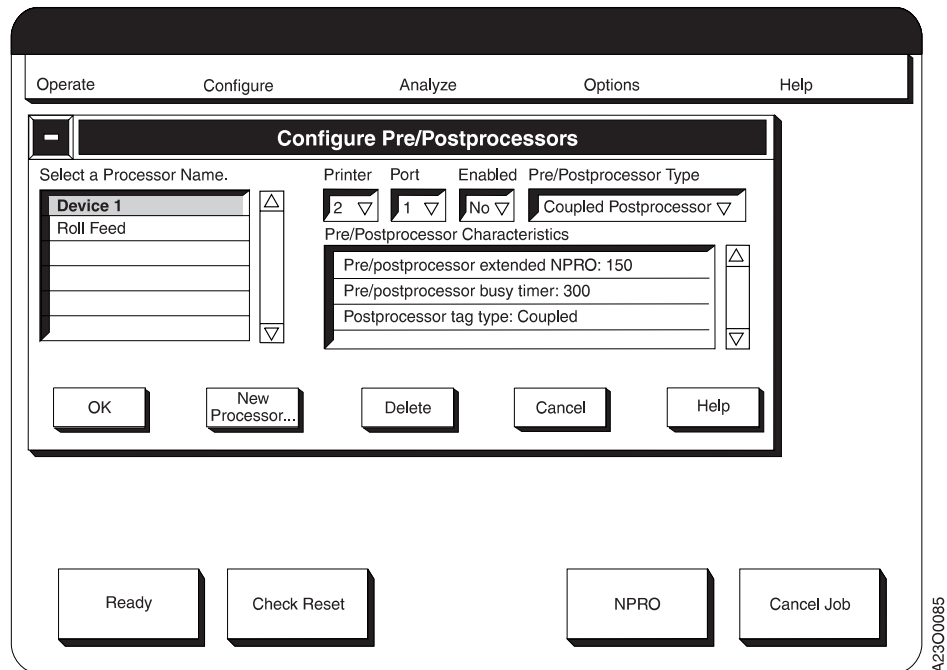 Operate Configure Analyze Options Help
Configure Pre/Postprocessors
Select a Processor Name.
Device 1
Roll Feed
Printer Port Enabled Pre/Postprocessor Type
2 1 No Coupled Postprocessor
Pre/Postprocessor Characteristics
Pre/postprocessor extended NPRO: 150
Pre/postprocessor busy timer: 300
Postprocessor tag type: Coupled
OK
New
Processor...
Delete
Cancel
Help
Ready
Check Reset
NPRO
Cancel Job
A23O0085